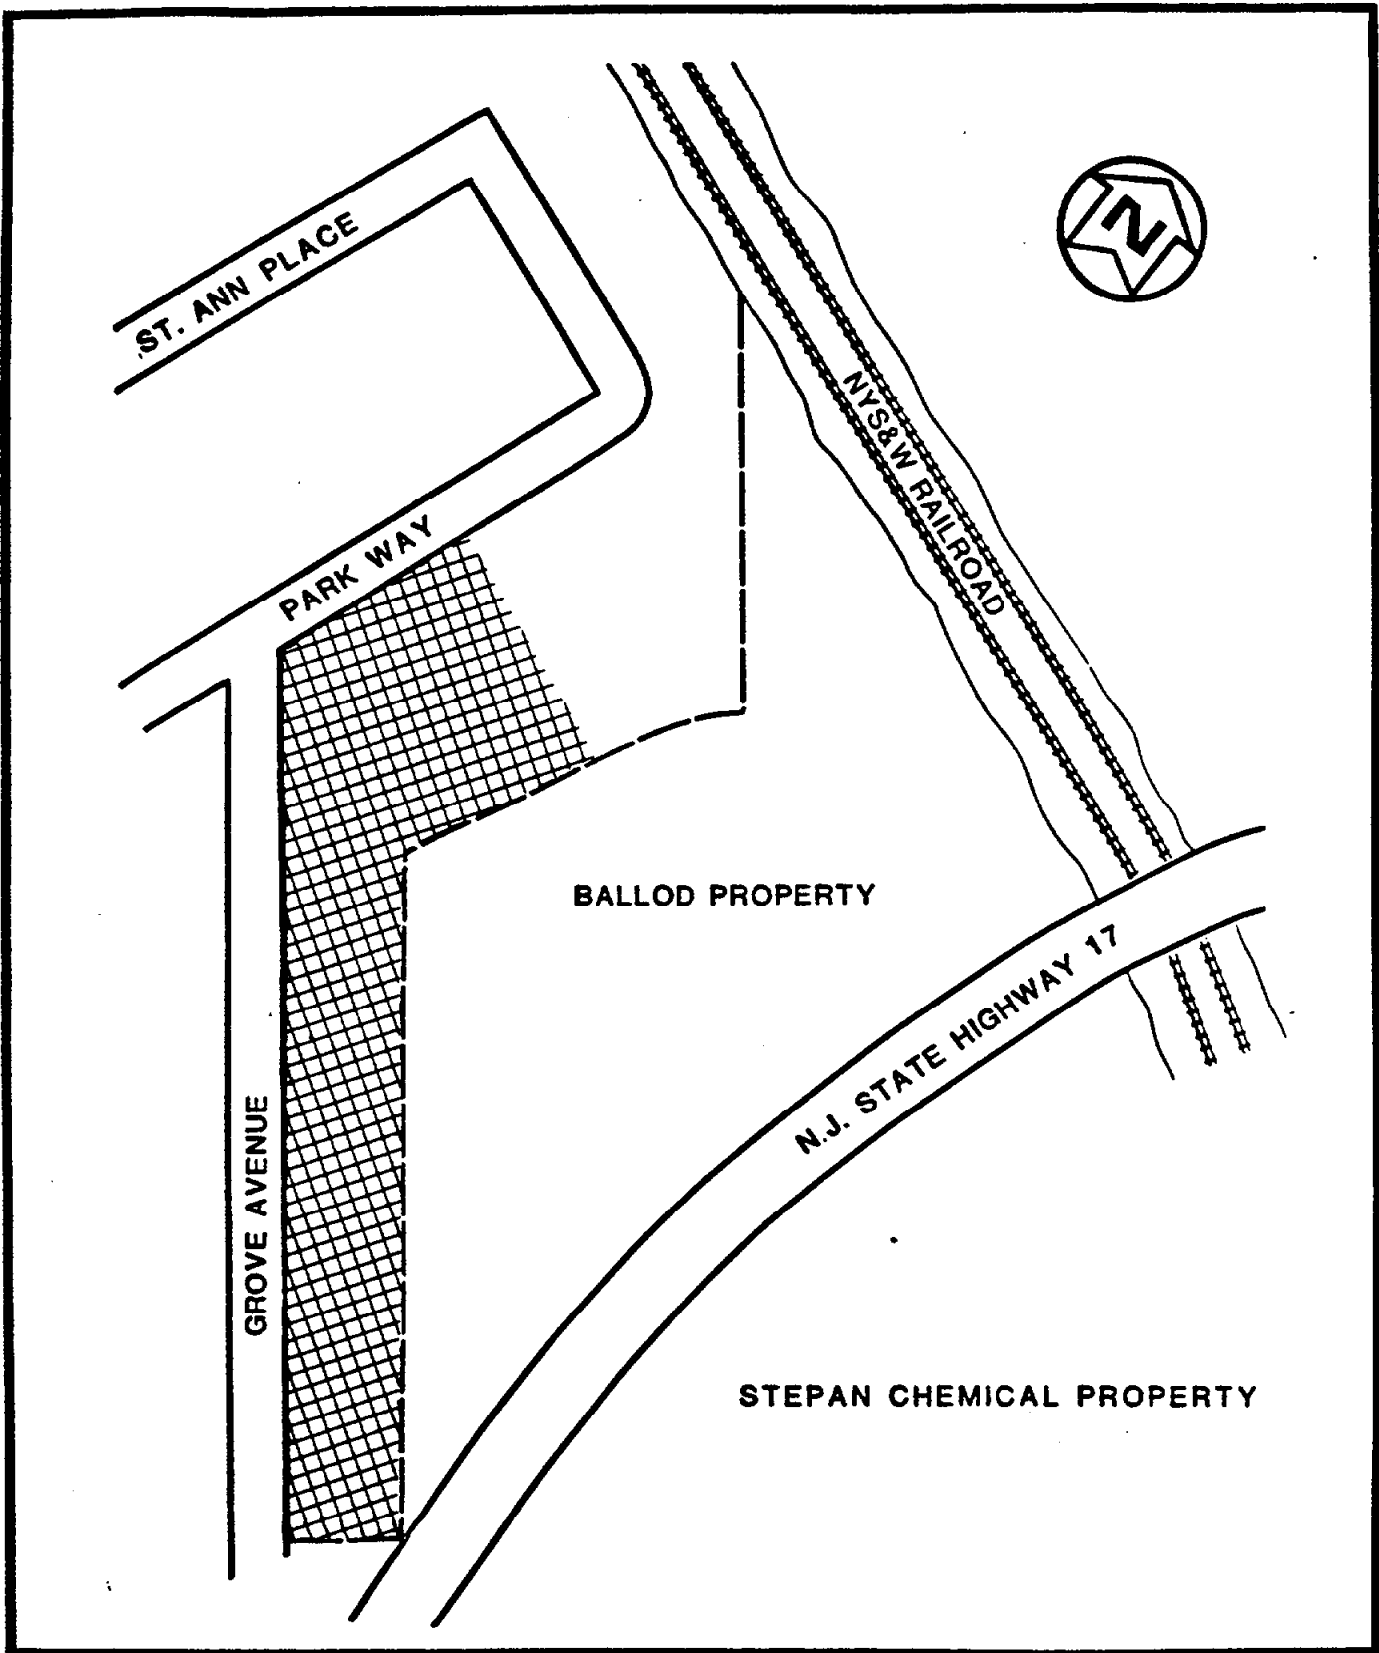 ST. ANN PLACE
N
NYS&W RAILROAD
PARK WAY
BALLOD PROPERTY
N.J. STATE HIGHWAY 17
GROVE AVENUE
STEPAN CHEMICAL PROPERTY